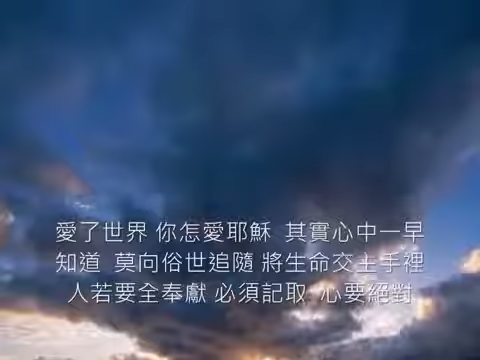 愛了世界 你怎愛耶穌 其實心中一早
知道 莫向俗世追隨 將生命交主手裡
人若要全奉獻 必須記取 心要絕對